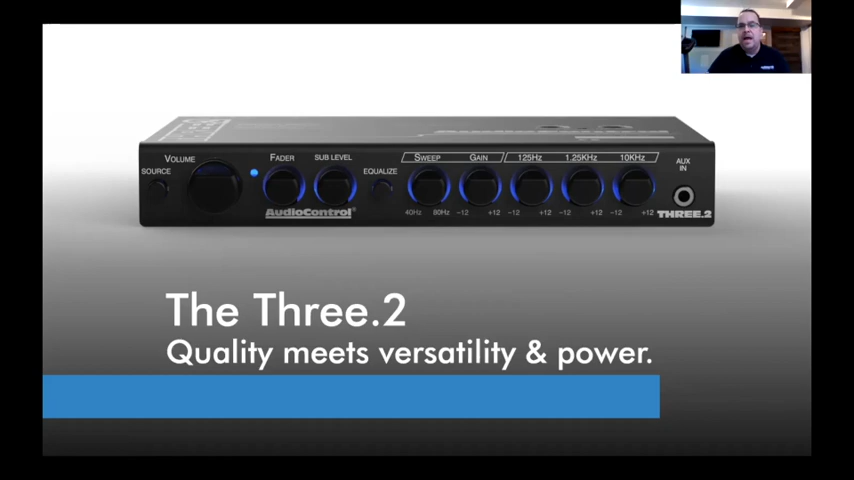 VOLUME
FADER
SUB LEVEL
SWEEP
GAIN
125Hz
1.25KHz
10KHz
SOURCE
EQUALIZE
AUX
IN
40Hz
80Hz
-12
+12
-12
+12
-12
+12
-12
+12
AudioControl®
THREE.2
The Three.2
Quality meets versatility & power.